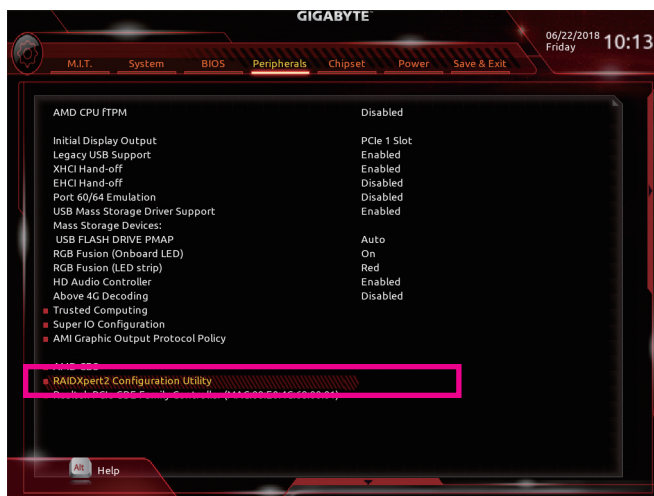 GIGABYTE
06/22/2018
Friday
10:13
M.I.T. System BIOS Peripherals Chipset Power Save & Exit
AMD CPU fTPM Disabled
Initial Display Output PCIe 1 Slot
Legacy USB Support Enabled
XHCI Hand-off Enabled
EHCI Hand-off Disabled
Port 60/64 Emulation Disabled
USB Mass Storage Driver Support Enabled
Mass Storage Devices:
USB FLASH DRIVE PMAP Auto
RGB Fusion (Onboard LED) On
RGB Fusion (LED strip) Red
HD Audio Controller Enabled
Above 4G Decoding Disabled
Trusted Computing
Super IO Configuration
AMI Graphic Output Protocol Policy
RAIDXpert2 Configuration Utility
Family Controller
Alt Help